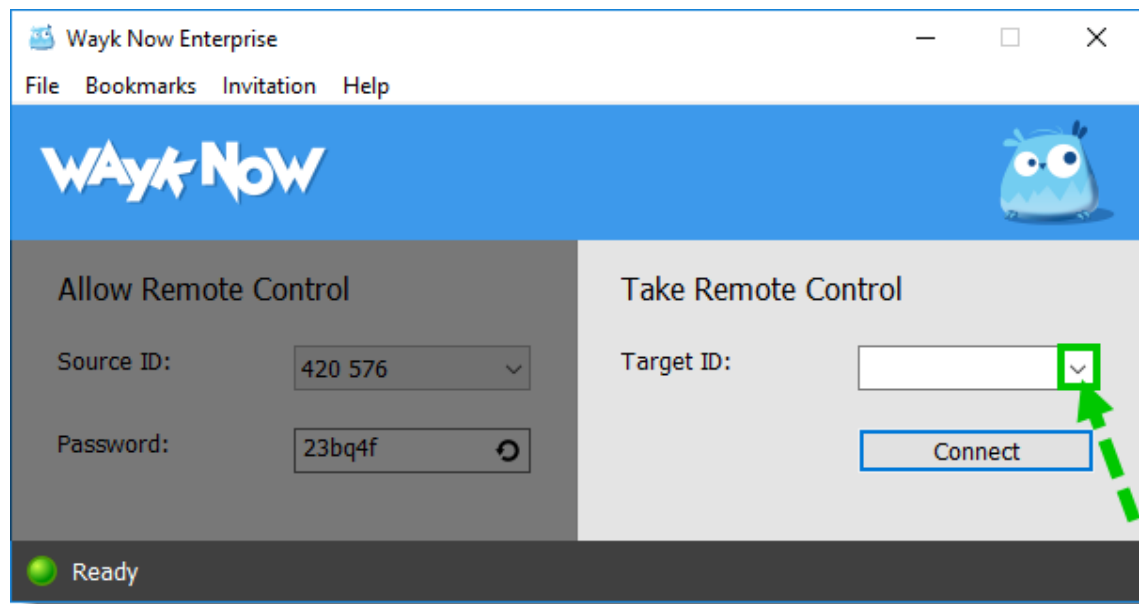 Wayk Now Enterprise
File Bookmarks Invitation Help
WAyk NoW
Allow Remote Control
Source ID: 420 576
Password: 23bq4f
Take Remote Control
Target ID:
Connect
Ready